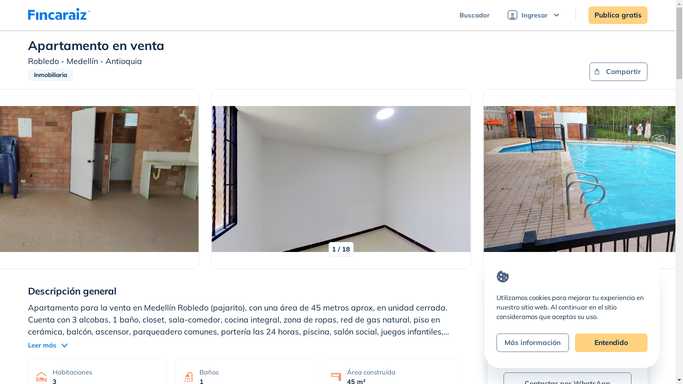 Fincaraiz
Buscador
Ingresar
Publica gratis
Apartamento en venta
Robledo - Medellín - Antioquia
Inmobiliaria
Compartir
1 / 18
Descripción general
Apartamento para la venta en Medellín Robledo (pajarito), con una área de 45 metros aprox, en unidad cerrada.
Cuenta con 3 alcobas, 1 baño, closet, sala-comedor, cocina integral, zona de ropas, red de gas natural, piso en
cerámica, balcón, ascensor, parqueadero comunes, portería las 24 horas, piscina, salón social, juegos infantiles,...
Leer más
Habitaciones
3
Baños
1
Área construida
45 m²
Utilizamos cookies para mejorar tu experiencia en
nuestro sitio web. Al continuar en el sitio
consideramos que aceptas su uso.
Más información
Entendido
Contactar por WhatsApp